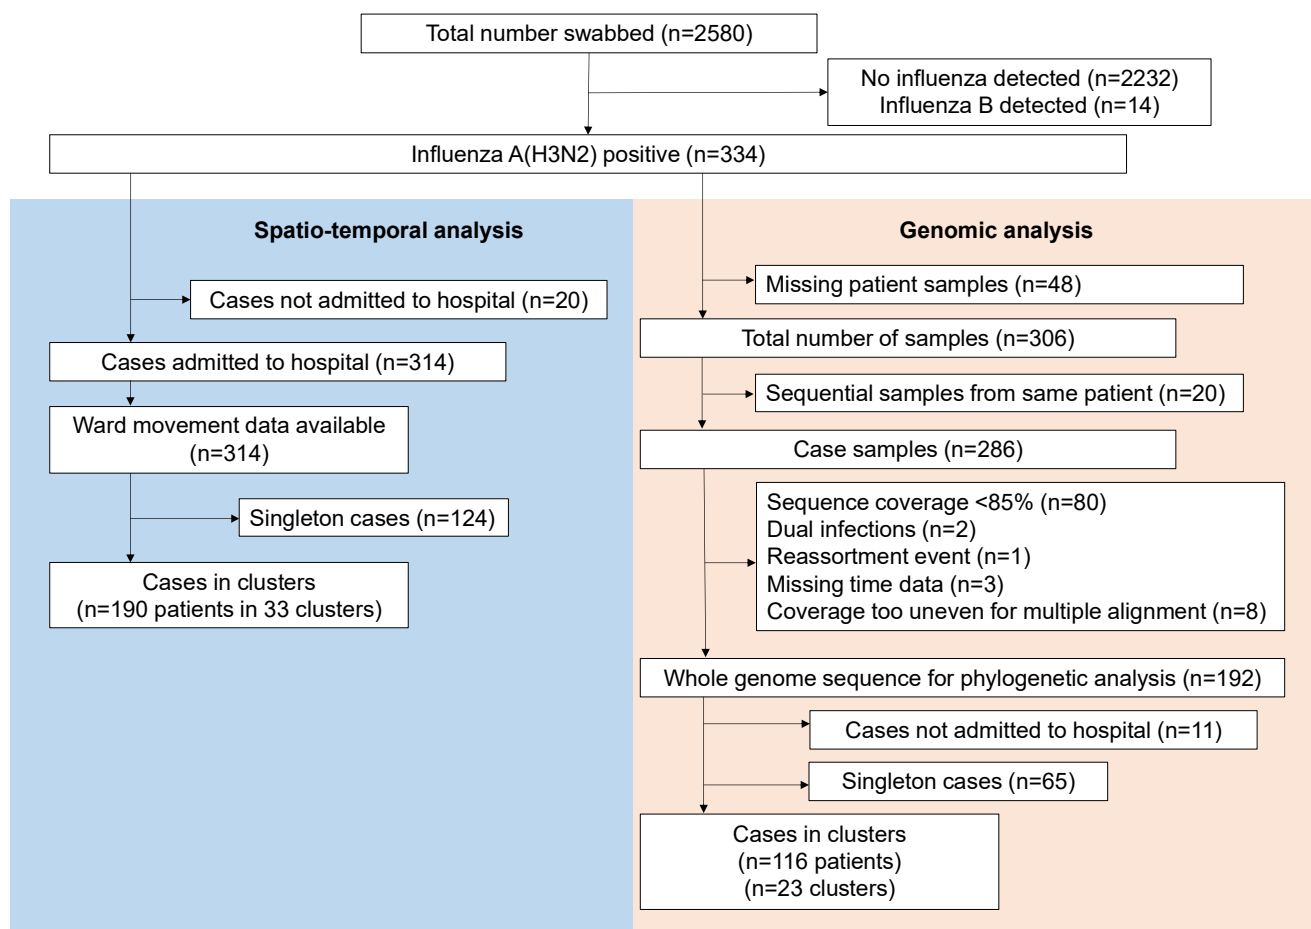 Total number swabbed (n=2580)
No influenza detected (n=2232)
Influenza B detected (n=14)
Influenza A(H3N2) positive (n=334)
Spatio-temporal analysis
Cases not admitted to hospital (n=20)
Cases admitted to hospital (n=314)
Ward movement data available
(n=314)
Singleton cases (n=124)
Cases in clusters
(n=190 patients in 33 clusters)
Genomic analysis
Missing patient samples (n=48)
Total number of samples (n=306)
Sequential samples from same patient (n=20)
Case samples (n=286)
Sequence coverage <85% (n=80)
Dual infections (n=2)
Reassortment event (n=1)
Missing time data (n=3)
Coverage too uneven for multiple alignment (n=8)
Whole genome sequence for phylogenetic analysis (n=192)
Cases not admitted to hospital (n=11)
Singleton cases (n=65)
Cases in clusters
(n=116 patients)
(n=23 clusters)